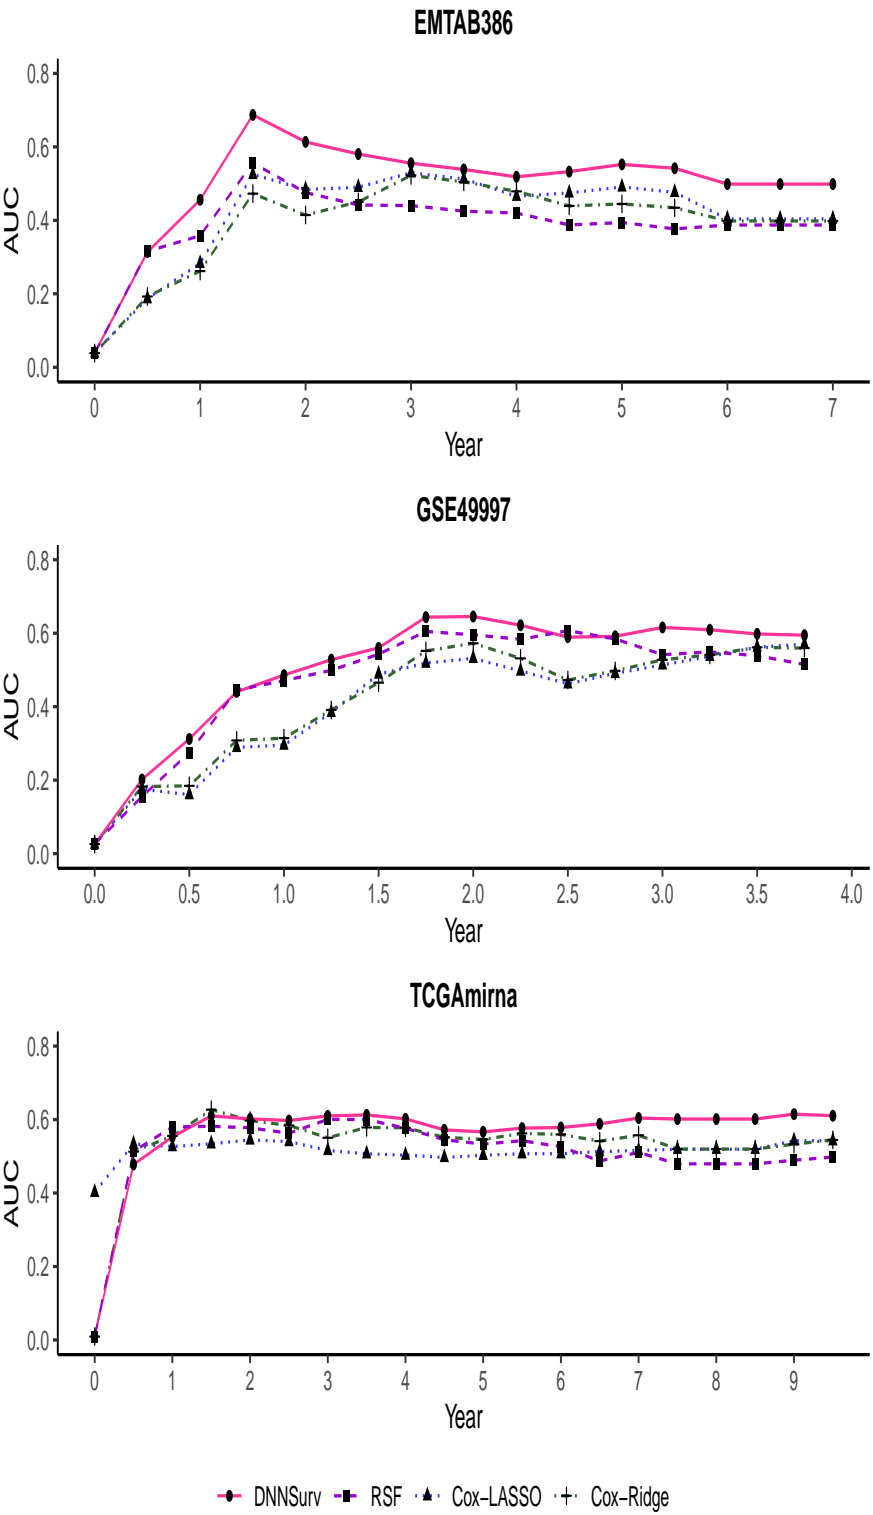 EMTAB386
0.8
0.6
0.4
0.2
0.0
AUC
0 1 2 3 4 5 6 7
Year
GSE49997
0.8
0.6
0.4
0.2
0.0
AUC
0.0 0.5 1.0 1.5 2.0 2.5 3.0 3.5 4.0
Year
TCGAmirna
0.8
0.6
0.4
0.2
0.0
AUC
0 1 2 3 4 5 6 7 8 9
Year
DNNSurv RSF Cox−LASSO Cox−Ridge